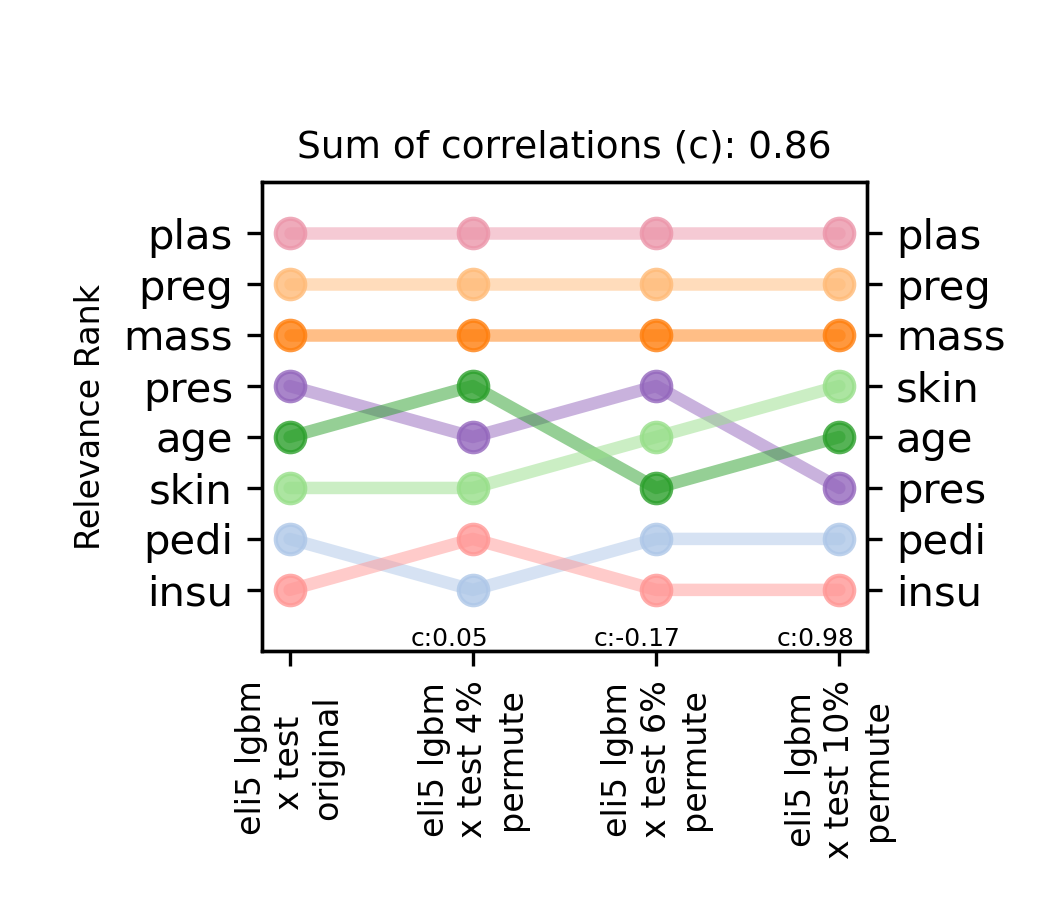 Sum of correlations (c): 0.86
Relevance Rank
plas
preg
mass
pres
age
skin
pedi
insu
plas
preg
mass
skin
age
pres
pedi
insu
c:0.05
c:-0.17
c:0.98
eli5 lgbm
x test
original
eli5 lgbm
x test 4%
permute
eli5 lgbm
x test 6%
permute
eli5 lgbm
x test 10%
permute